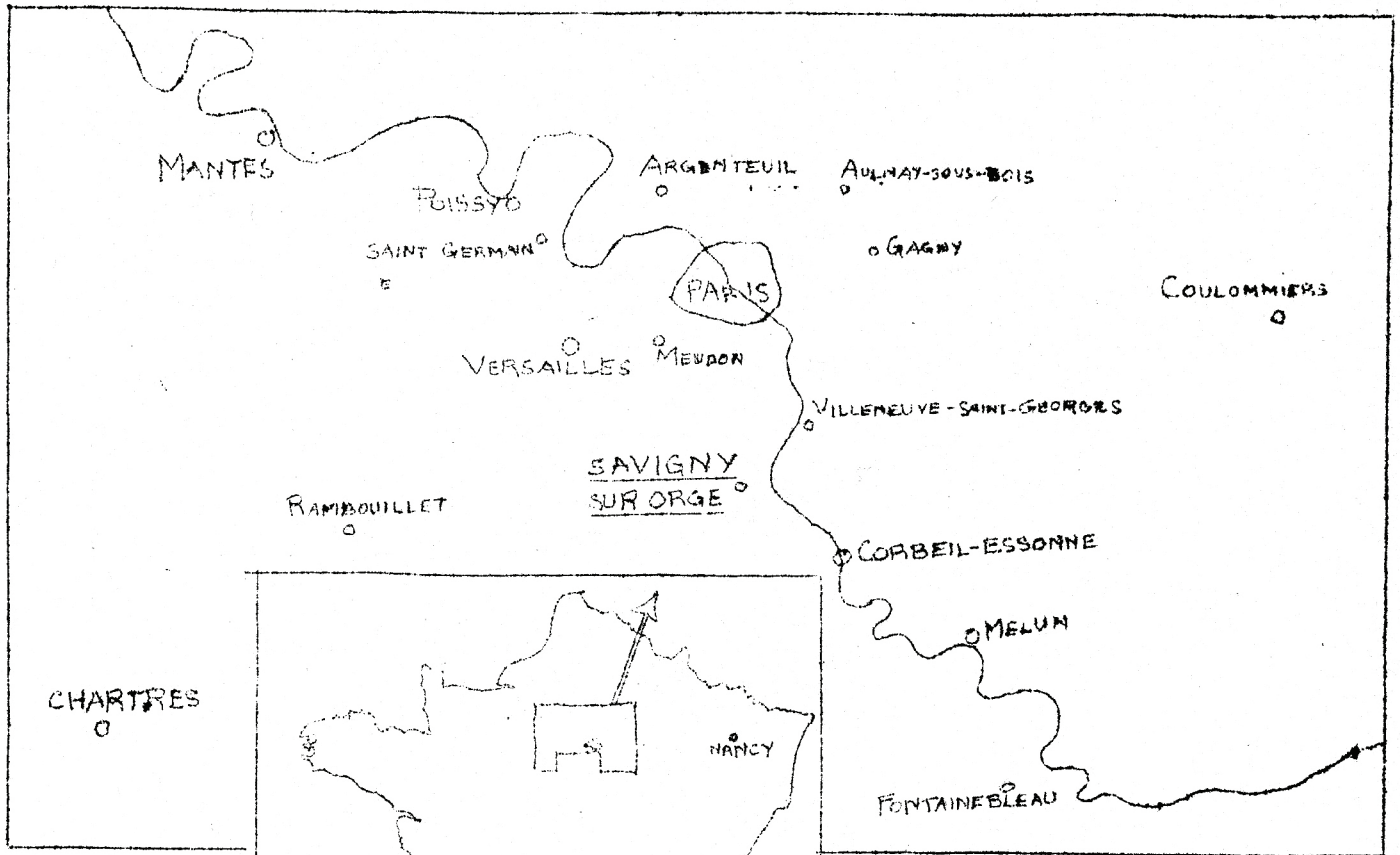 MANTES
ARGENTEUIL
AULNAY-SOUS-BOIS
POISSY
SAINT GERMAIN
GAGNY
COULOMMIERS
PARIS
VERSAILLES
MEUDON
VILLENEUVE-SAINT-GEORGES
SAVIGNY
SUR ORGE
RAMBOUILLET
CORBEIL-ESSONNE
MELUN
CHARTRES
NANCY
FONTAINEBLEAU